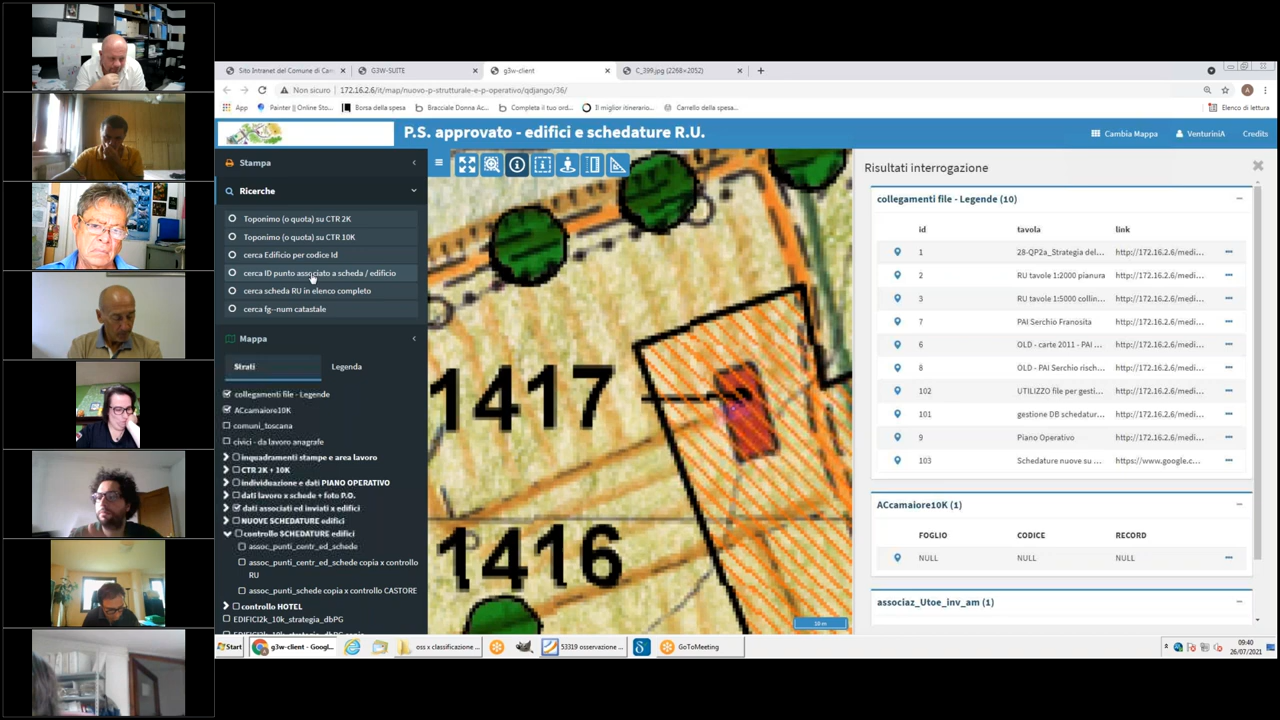 Sito Intranet del Comune di Car
G3W-SUITE
g3w-client
C_399.jpg (2268×2052)
Non sicuro | 172.16.2.6/it/map/nuovo-p-strutturale-e-p-operativo/qdjango/36/
App
Painter || Online Sto...
Borsa della spesa
Bracciale Donna Ac...
Completa il tuo ord...
Il miglior itinerario...
Carrello della spesa...
Elenco di lettura
P.S. approvato - edifici e schedature R.U.
Cambia Mappa
VenturiniA
Credits
Stampa
Ricerche
Toponimo (o quota) su CTR 2K
Toponimo (o quota) su CTR 10K
cerca Edificio per codice Id
cerca ID punto associato a scheda / edificio
cerca scheda RU in elenco completo
cerca fg--num catastale
Mappa
Strati
Legenda
collegamenti file - Legende
ACcamaiore10K
comuni_toscana
civici - da lavoro anagrafe
inquadramenti stampe e area lavoro
CTR 2K + 10K
individuazione e dati PIANO OPERATIVO
dati lavoro x schede + foto P.O.
dati associati ed inviati x edifici
NUOVE SCHEDATURE edifici
controllo SCHEDATURE edifici
assoc_punti_centr_ed_schede
assoc_punti_centr_ed_schede copia x controllo
RU
assoc_punti_schede copia x controllo CASTORE
controllo HOTEL
EDIFICI2k_10k_strategia_dbPG
1417
1416
10 m
Risultati interrogazione
collegamenti file - Legende (10)
id tavola link
1 28-QP2a_Strategia del... http://172.16.2.6/medi...
2 RU tavole 1:2000 pianura http://172.16.2.6/medi...
3 RU tavole 1:5000 collin... http://172.16.2.6/medi...
7 PAI Serchio Franosita http://172.16.2.6/medi...
6 OLD - carte 2011 - PAI ... http://172.16.2.6/medi...
8 OLD - PAI Serchio risch... http://172.16.2.6/medi...
102 UTILIZZO file per gesti... http://172.16.2.6/medi...
101 gestione DB schedatur... http://172.16.2.6/medi...
9 Piano Operativo http://172.16.2.6/medi...
103 Schedature nuove su ... https://www.google.c...
ACcamaiore10K (1)
FOGLIO CODICE RECORD
NULL NULL NULL
associaz_Utoe_inv_am (1)
Start
g3w-client - Googl...
oss x classificazione ...
53319 osservazione ...
GoToMeeting
09:40
26/07/2021